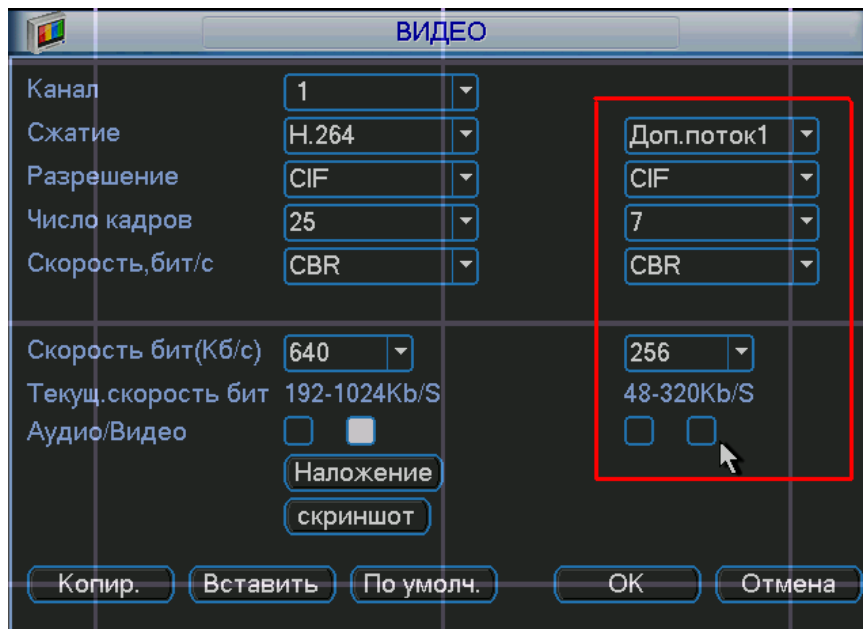 ВИДЕО
Канал 1
Сжатие H.264 Доп.поток1
Разрешение CIF CIF
Число кадров 25 7
Скорость,бит/с CBR CBR
Скорость бит(Кб/с) 640 256
Текущ.скорость бит 192-1024Kb/S 48-320Kb/S
Аудио/Видео
Наложение
скриншот
Копир. Вставить По умолч. OK Отмена